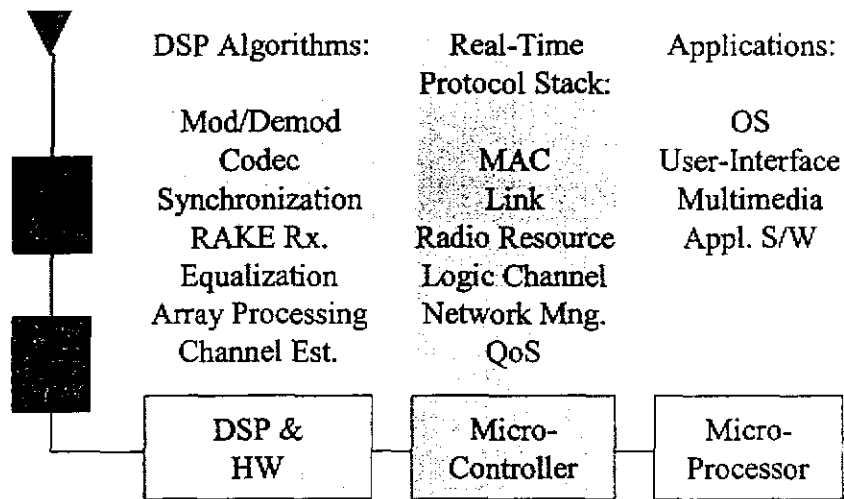 DSP Algorithms:
Mod/Demod
Codec
Synchronization
RAKE Rx.
Equalization
Array Processing
Channel Est.
DSP &
HW
Real-Time
Protocol Stack:
MAC
Link
Radio Resource
Logic Channel
Network Mng.
QoS
Micro-
Controller
Applications:
OS
User-Interface
Multimedia
Appl. S/W
Micro-
Processor